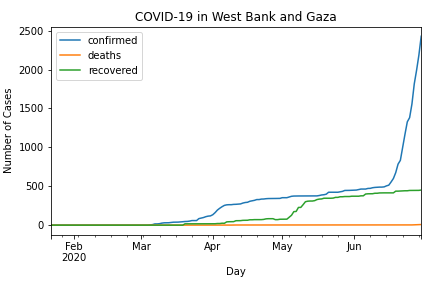 COVID-19 in West Bank and Gaza
confirmed
deaths
recovered
Number of Cases
2500
2000
1500
1000
500
0
Feb
2020
Mar
Apr
May
Jun
Day